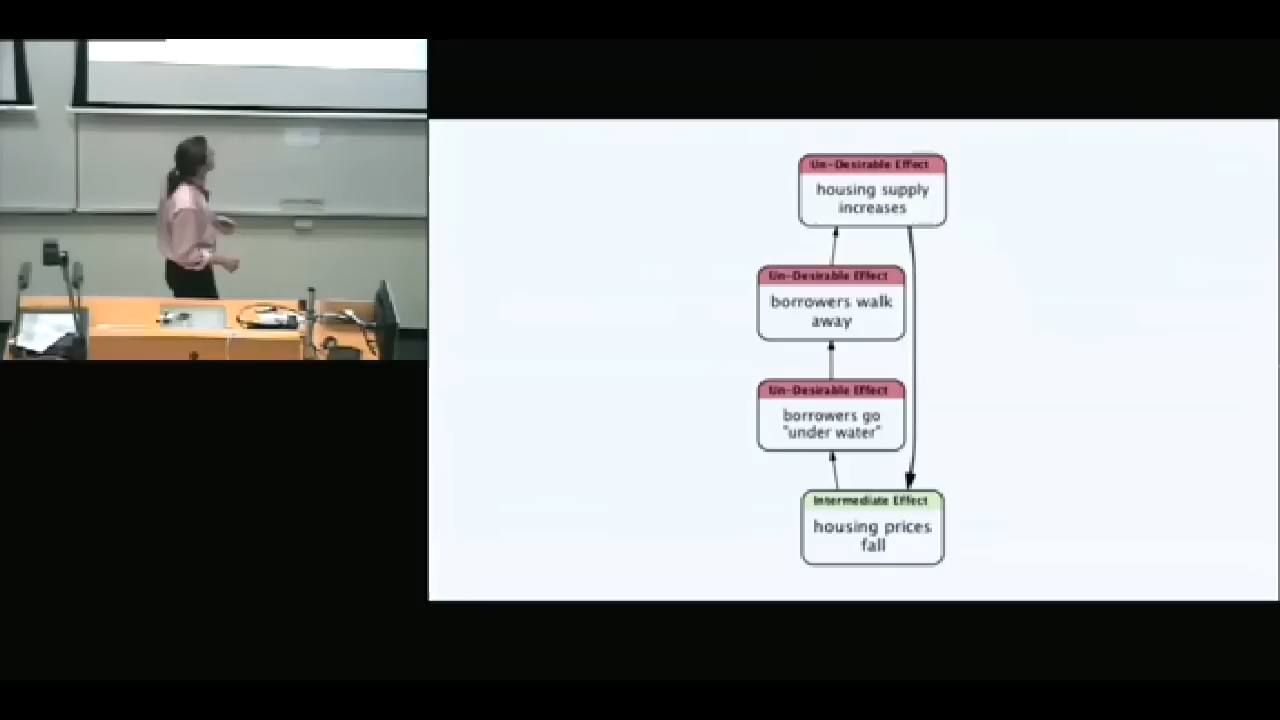 Un-Desirable Effect
housing supply
increases
Un-Desirable Effect
borrowers walk
away
Un-Desirable Effect
borrowers go
"under water"
Intermediate Effect
housing prices
fall